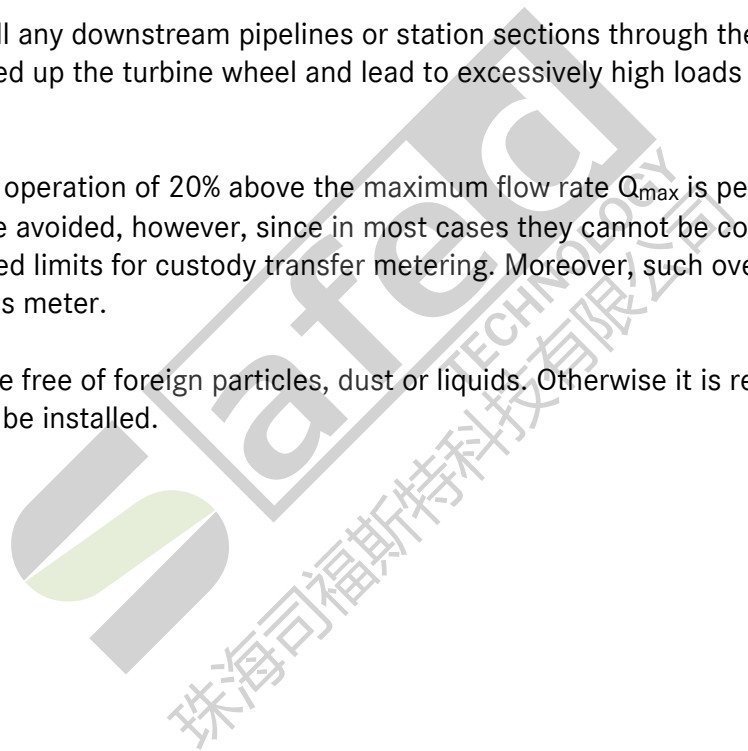 ll any downstream pipelines or station sections through the
ed up the turbine wheel and lead to excessively high loads
operation of 20% above the maximum flow rate Qmax is pe
e avoided, however, since in most cases they cannot be co
ed limits for custody transfer metering. Moreover, such ove
s meter.
e free of foreign particles, dust or liquids. Otherwise it is re
be installed.
Safed
TECHNOLOGY
珠海司福斯特科技有限公司